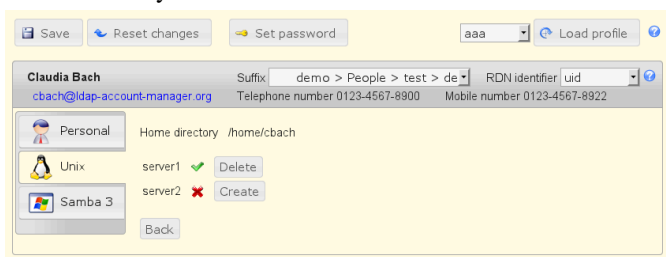 Save Reset changes Set password aaa Load profile
Claudia Bach Suffix demo > People > test > de RDN identifier uid
cbach@ldap-account-manager.org Telephone number 0123-4567-8900 Mobile number 0123-4567-8922
Personal Home directory /home/cbach
Unix server1 Delete
server2 Create
Samba 3
Back